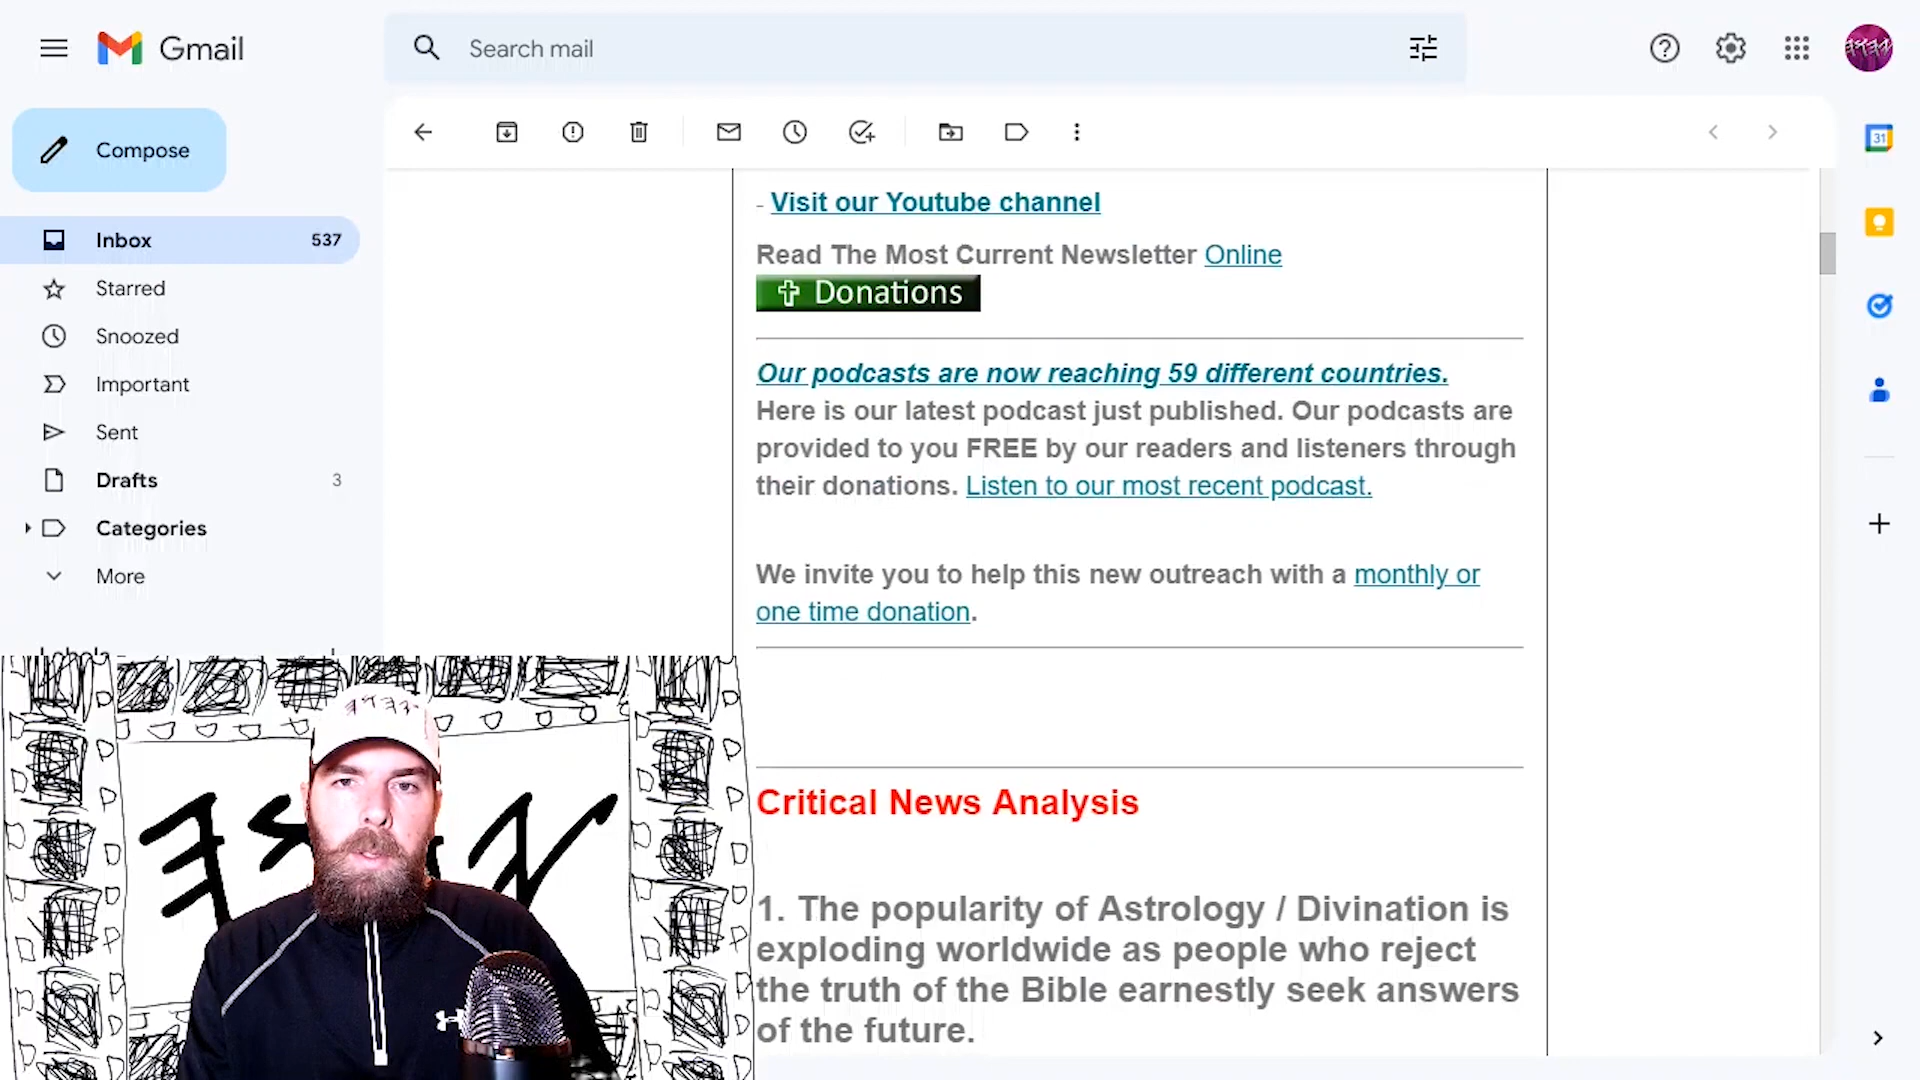 Gmail
Search mail
Compose
Inbox 537
Starred
Snoozed
Important
Sent
Drafts 3
Categories
More
- Visit our Youtube channel
Read The Most Current Newsletter Online
Donations
Our podcasts are now reaching 59 different countries.
Here is our latest podcast just published. Our podcasts are
provided to you FREE by our readers and listeners through
their donations. Listen to our most recent podcast.
We invite you to help this new outreach with a monthly or
one time donation.
Critical News Analysis
1. The popularity of Astrology / Divination is
exploding worldwide as people who reject
the truth of the Bible earnestly seek answers
of the future.
31